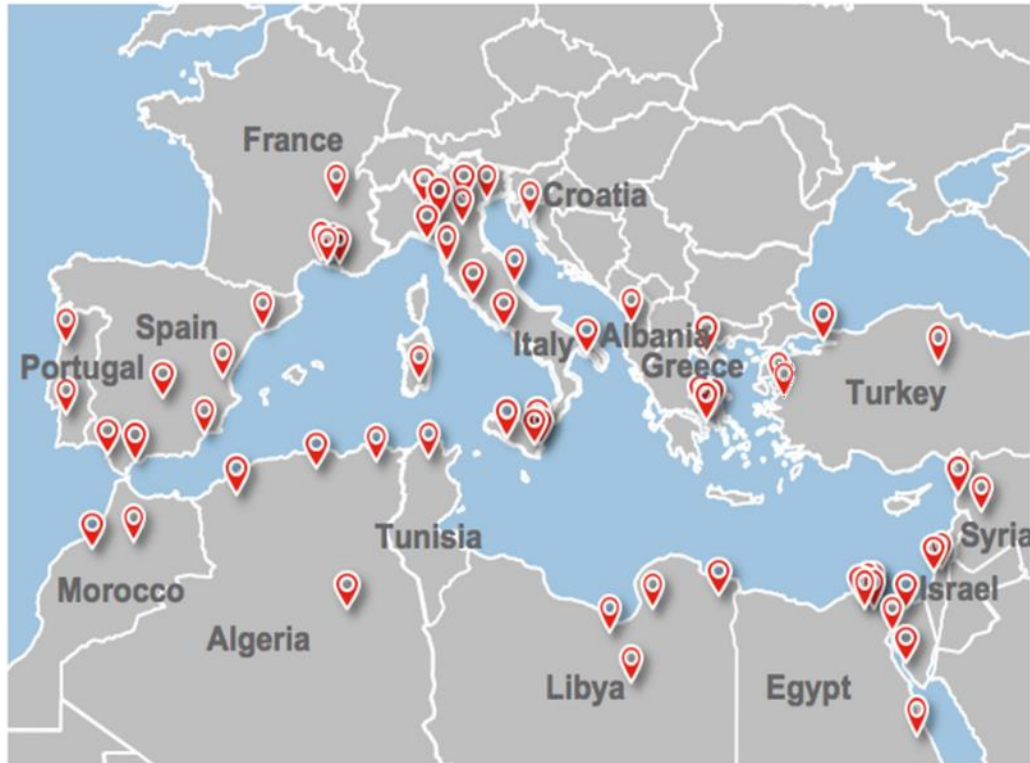 France
Croatia
Spain
Portugal
Italy
Albania
Greece
Turkey
Tunisia
Syria
Morocco
Israel
Algeria
Libya
Egypt